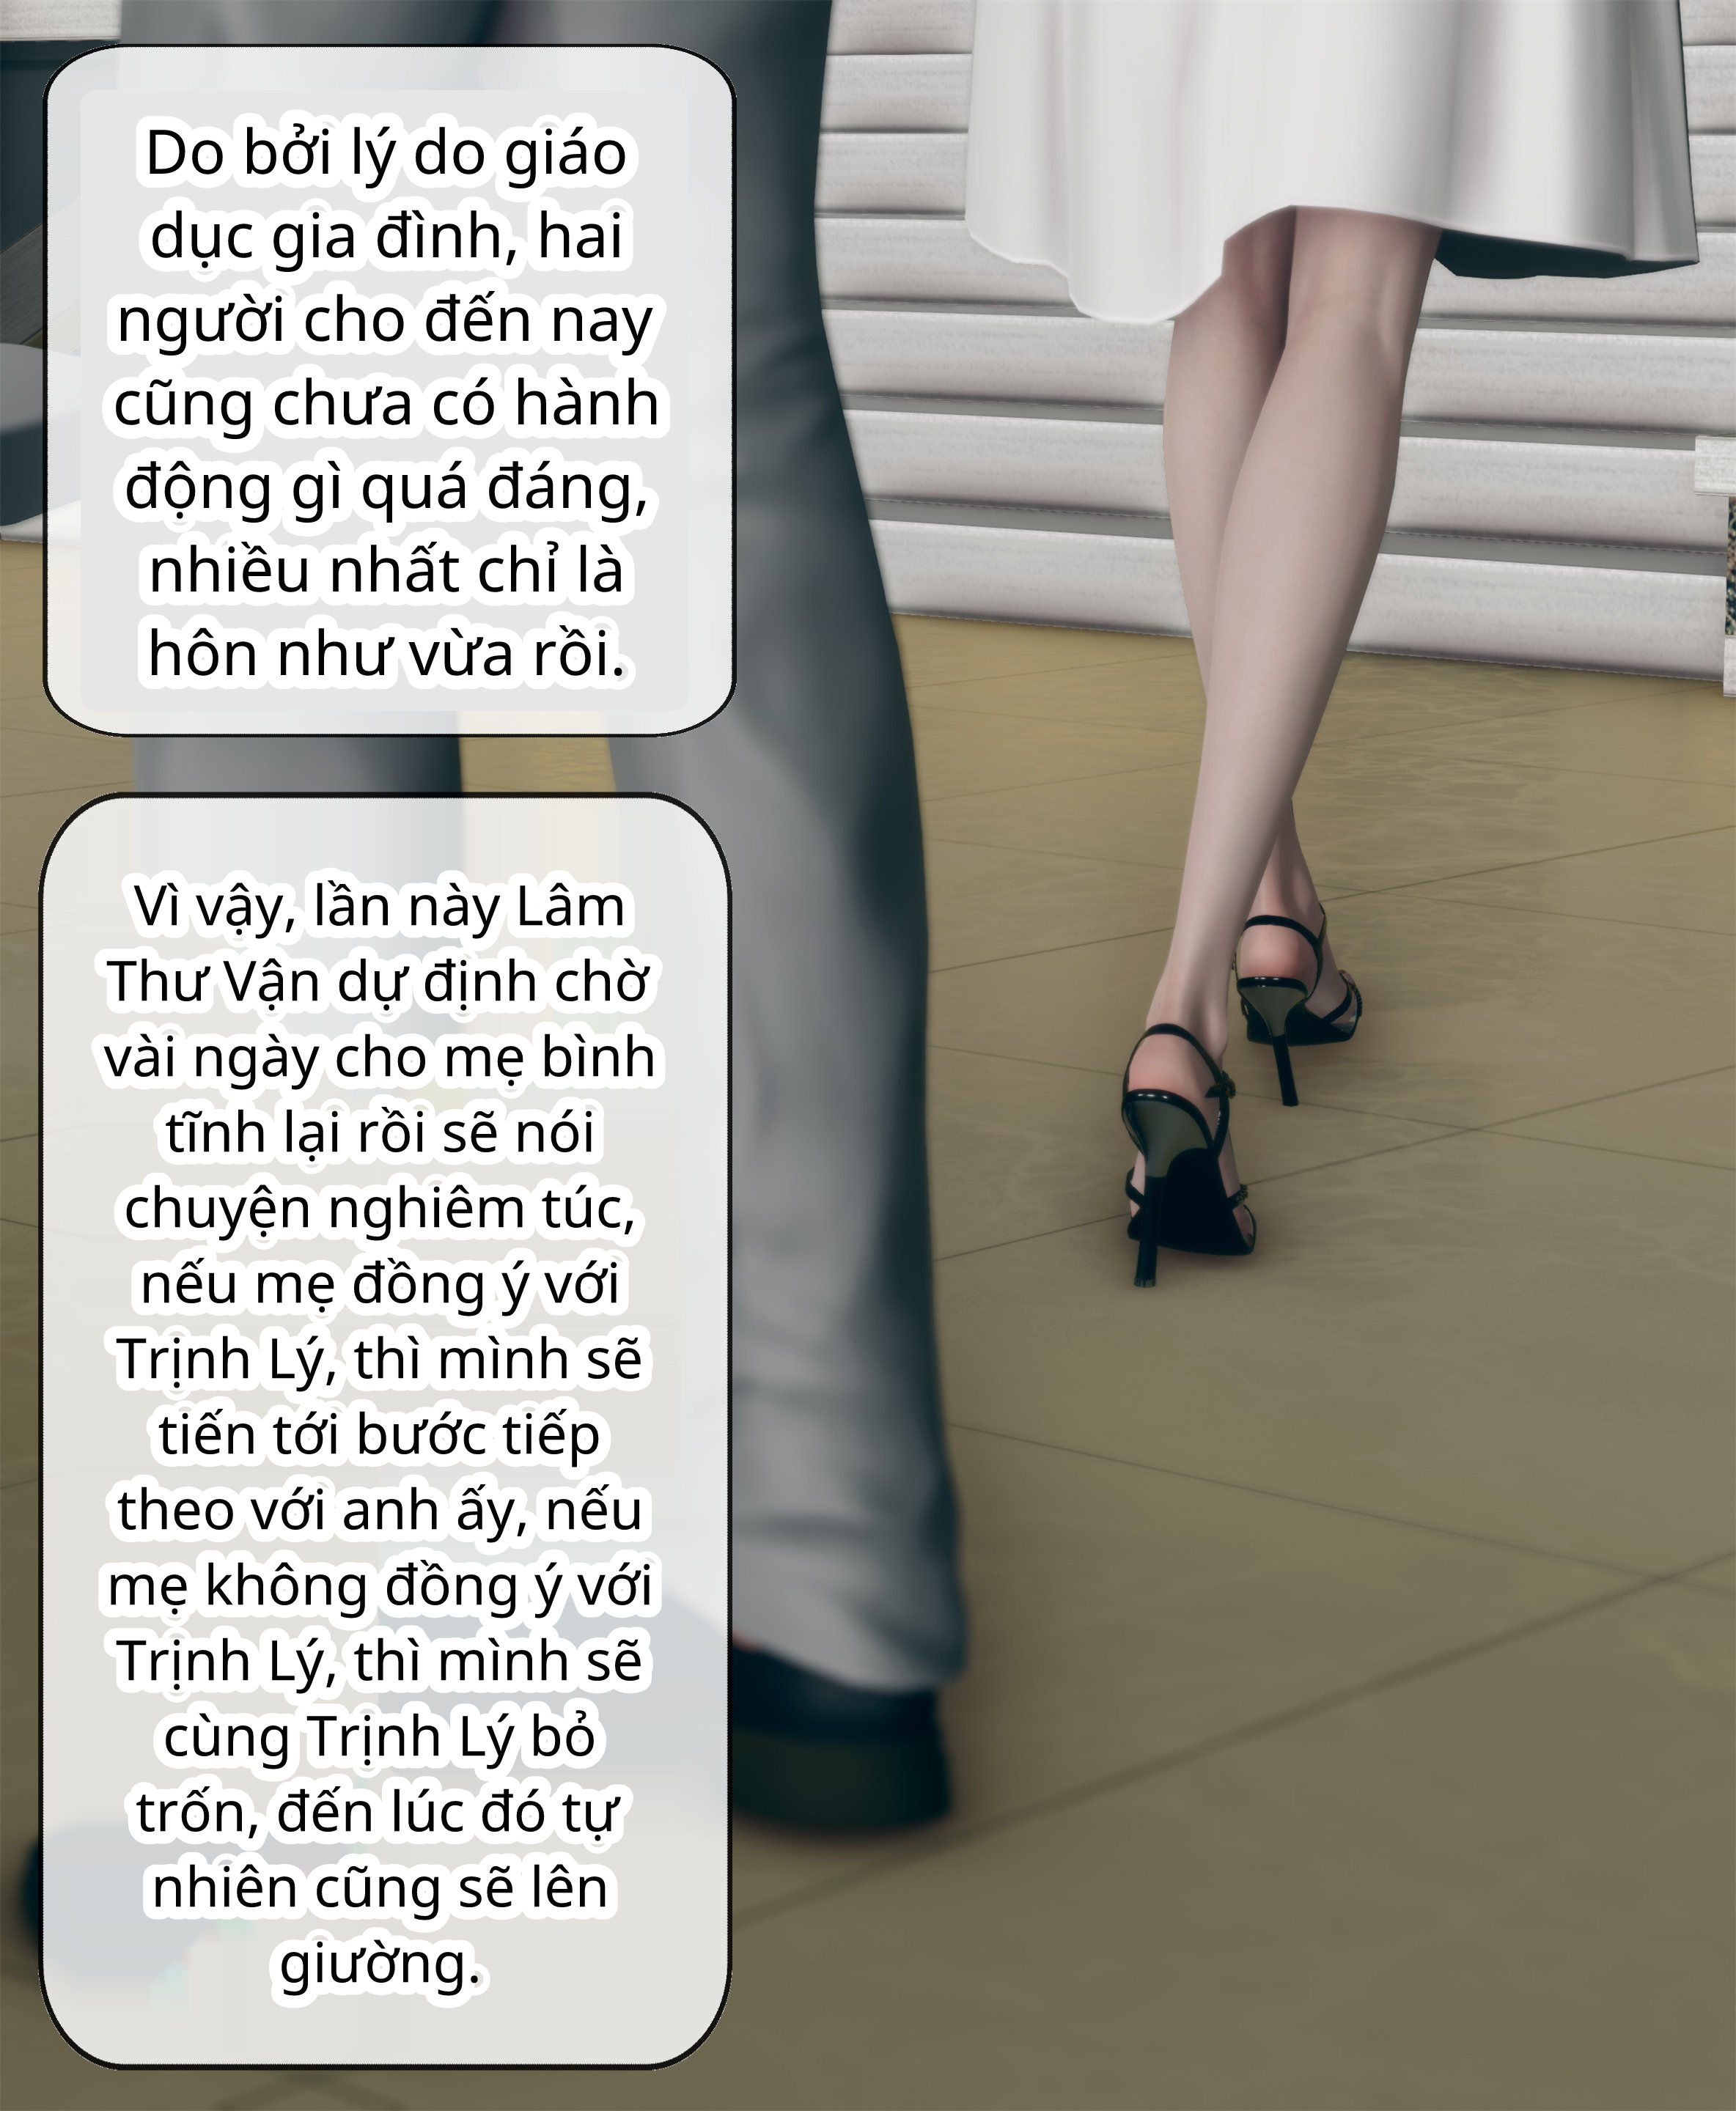 Do bởi lý do giáo
dục gia đình, hai
người cho đến nay
cũng chưa có hành
động gì quá đáng,
nhiều nhất chỉ là
hôn như vừa rồi.
Vì vậy, lần này Lâm
Thư Vận dự định chờ
vài ngày cho mẹ bình
tĩnh lại rồi sẽ nói
chuyện nghiêm túc,
nếu mẹ đồng ý với
Trịnh Lý, thì mình sẽ
tiến tới bước tiếp
theo với anh ấy, nếu
mẹ không đồng ý với
Trịnh Lý, thì mình sẽ
cùng Trịnh Lý bỏ
trốn, đến lúc đó tự
nhiên cũng sẽ lên
giường.